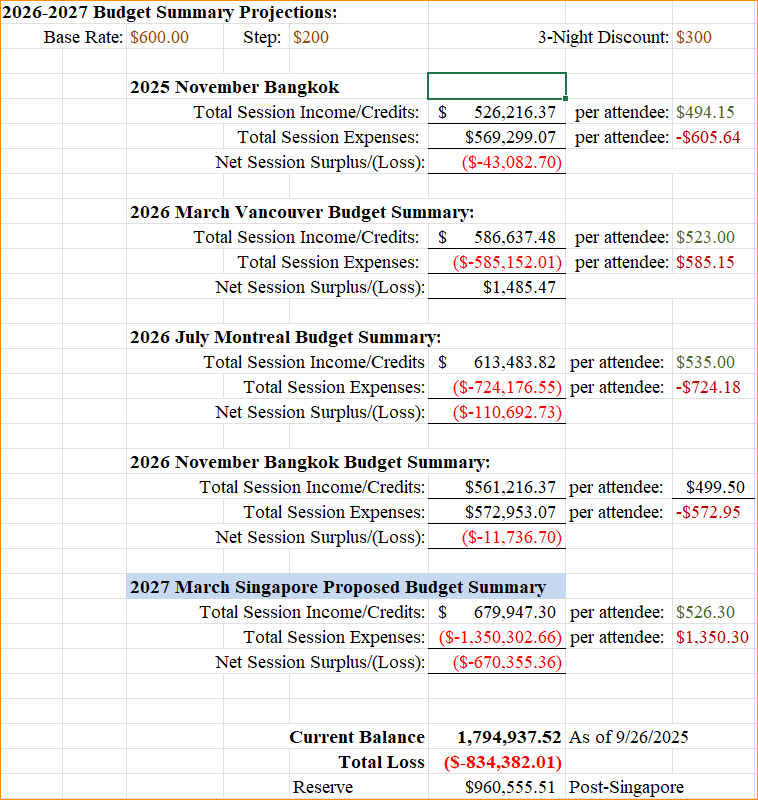 2026-2027 Budget Summary Projections:
Base Rate: $600.00 Step: $200 3-Night Discount: $300
2025 November Bangkok
Total Session Income/Credits: $ 526,216.37 per attendee: $494.15
Total Session Expenses: $569,299.07 per attendee: -$605.64
Net Session Surplus/(Loss): ($-43,082.70)
2026 March Vancouver Budget Summary:
Total Session Income/Credits: $ 586,637.48 per attendee: $523.00
Total Session Expenses: ($-585,152.01) per attendee: $585.15
Net Session Surplus/(Loss): $1,485.47
2026 July Montreal Budget Summary:
Total Session Income/Credits $ 613,483.82 per attendee: $535.00
Total Session Expenses: ($-724,176.55) per attendee: -$724.18
Net Session Surplus/(Loss): ($-110,692.73)
2026 November Bangkok Budget Summary:
Total Session Income/Credits: $561,216.37 per attendee: $499.50
Total Session Expenses: $572,953.07 per attendee: -$572.95
Net Session Surplus/(Loss): ($-11,736.70)
2027 March Singapore Proposed Budget Summary
Total Session Income/Credits: $ 679,947.30 per attendee: $526.30
Total Session Expenses: ($-1,350,302.66) per attendee: $1,350.30
Net Session Surplus/(Loss): ($-670,355.36)
Current Balance 1,794,937.52 As of 9/26/2025
Total Loss ($-834,382.01)
Reserve $960,555.51 Post-Singapore